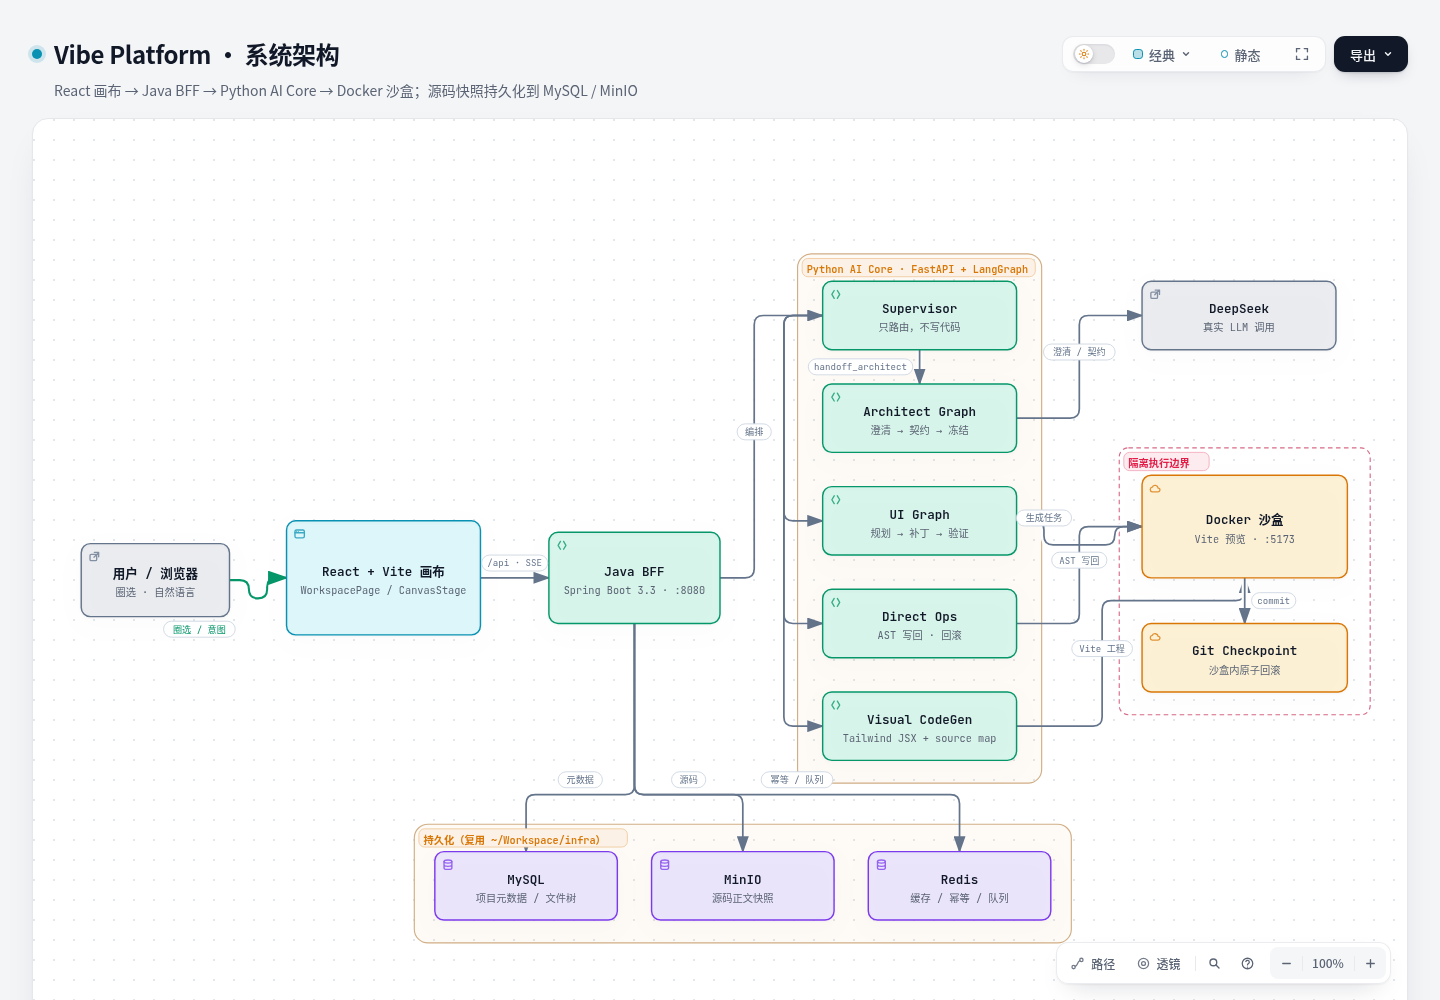 Vibe Platform · 系统架构
经典
静态
导出
React 画布 → Java BFF → Python AI Core → Docker 沙盒；源码快照持久化到 MySQL / MinIO
Python AI Core · FastAPI + LangGraph
Supervisor
只路由，不写代码
DeepSeek
真实 LLM 调用
澄清 / 契约
handoff_architect
Architect Graph
澄清 → 契约 → 冻结
编排
隔离执行边界
UI Graph
规划 → 补丁 → 验证
生成任务
Docker 沙盒
Vite 预览 · :5173
AST 写回
用户 / 浏览器
圈选 · 自然语言
圈选 / 意图
React + Vite 画布
WorkspacePage / CanvasStage
/api · SSE
Java BFF
Spring Boot 3.3 · :8080
Direct Ops
AST 写回 · 回滚
commit
Vite 工程
Git Checkpoint
沙盒内原子回滚
Visual CodeGen
Tailwind JSX + source map
元数据
源码
幂等 / 队列
持久化（复用 ~/Workspace/infra）
MySQL
项目元数据 / 文件树
MinIO
源码正文快照
Redis
缓存 / 幂等 / 队列
路径
透镜
100%